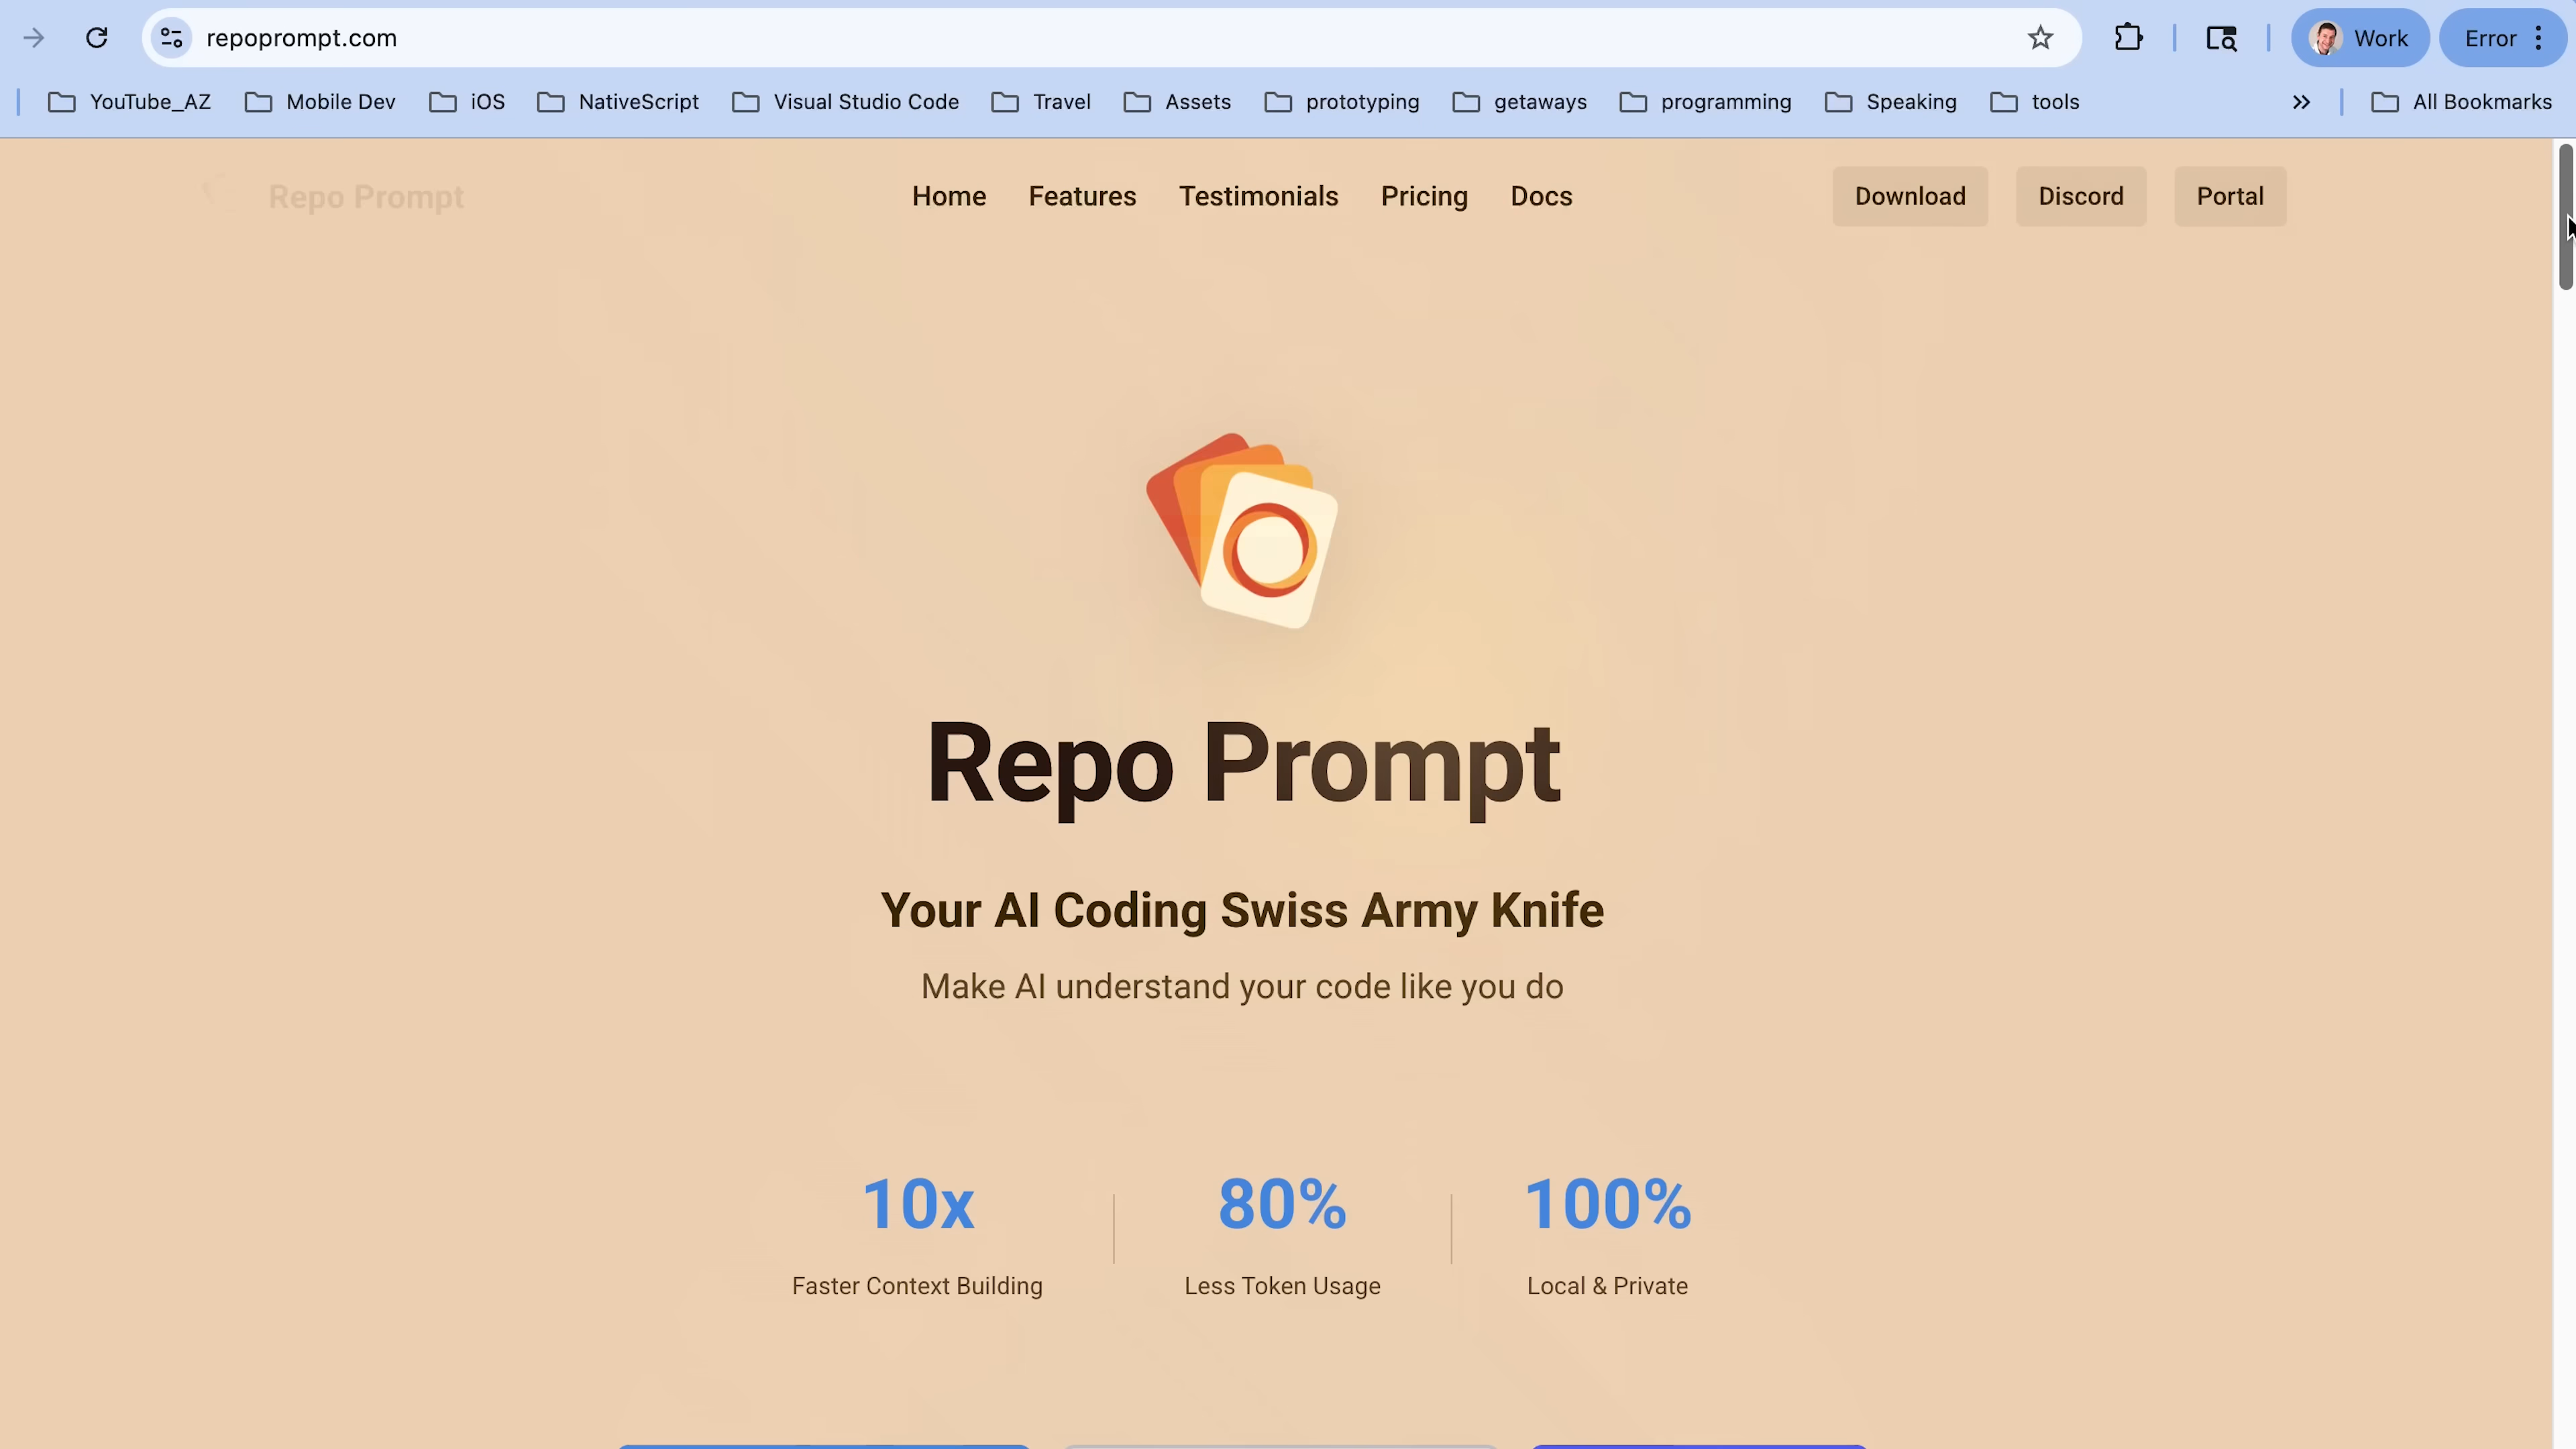 repoprompt.com
Work
Error
YouTube_AZ
Mobile Dev
iOS
NativeScript
Visual Studio Code
Travel
Assets
prototyping
getaways
programming
Speaking
tools
All Bookmarks
Repo Prompt
Home
Features
Testimonials
Pricing
Docs
Download
Discord
Portal
Repo Prompt
Your AI Coding Swiss Army Knife
Make AI understand your code like you do
10x
80%
100%
Faster Context Building
Less Token Usage
Local & Private